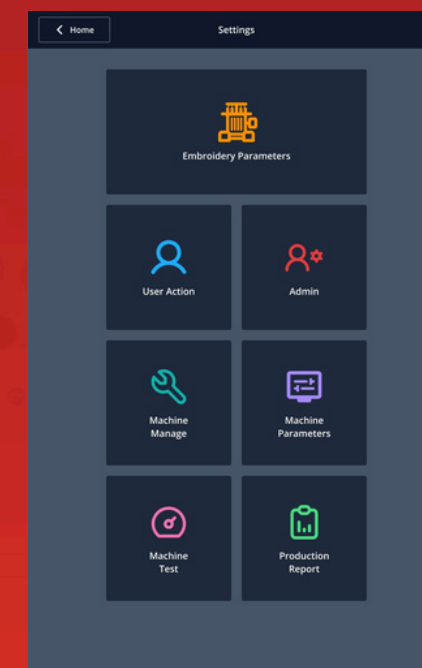 Home
Settings
Embroidery Parameters
User Action
Admin
Machine
Manage
Machine
Parameters
Machine
Test
Production
Report